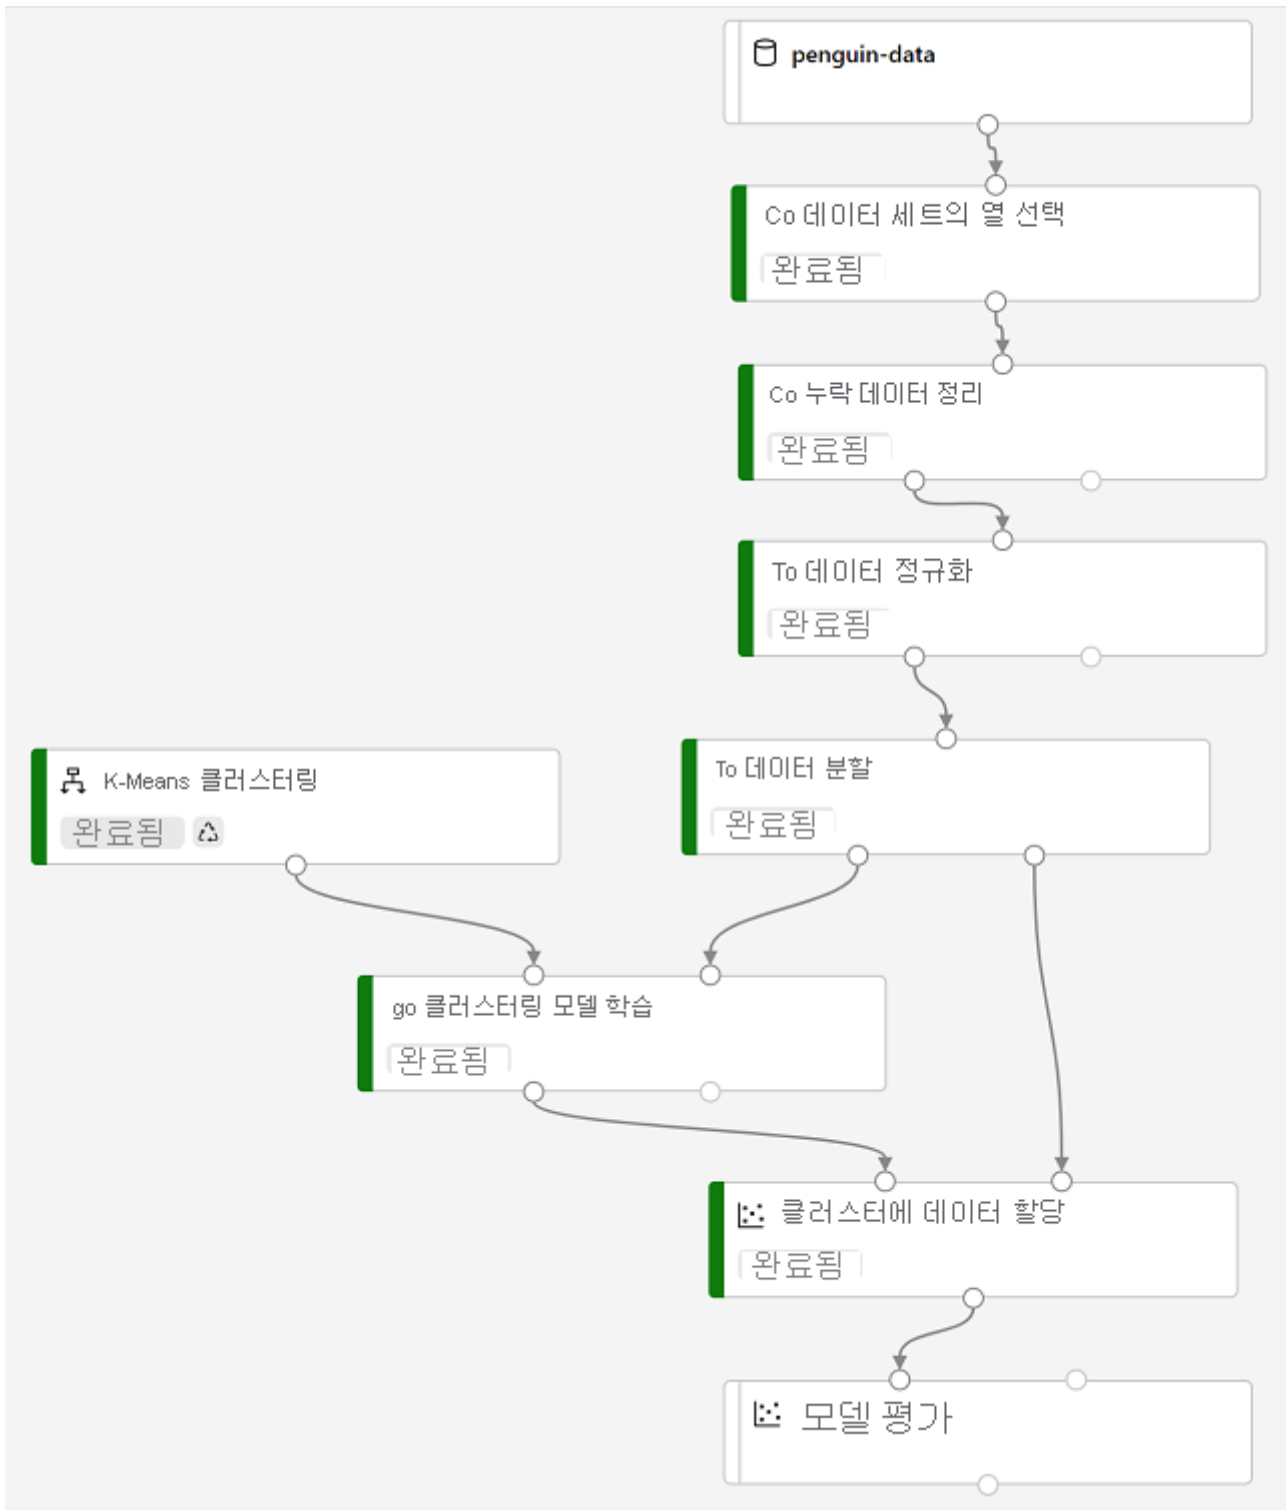 penguin-data
Co 데이터 세트의 열 선택
완료됨
Co 누락 데이터 정리
완료됨
To 데이터 정규화
완료됨
K-Means 클러스터링
완료됨
To 데이터 분할
완료됨
go 클러스터링 모델 학습
완료됨
클러스터에 데이터 할당
완료됨
모델 평가